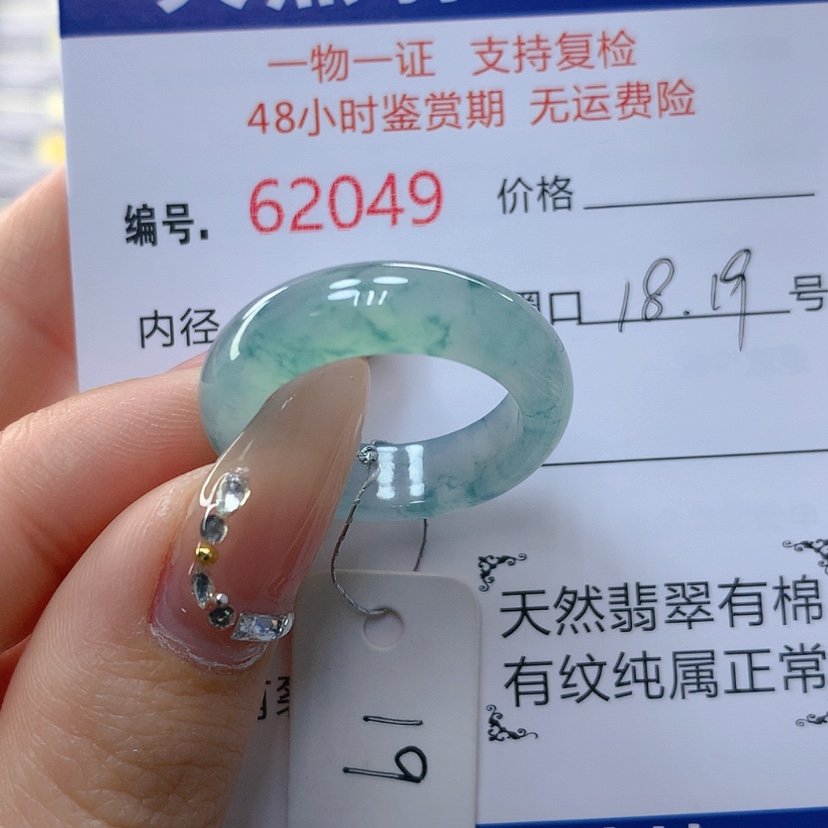 一物一证 支持复检
48小时鉴赏期 无运费险
编号. 62049 价格
内径 口 18.19 号
天然翡翠有棉
有纹纯属正常
19